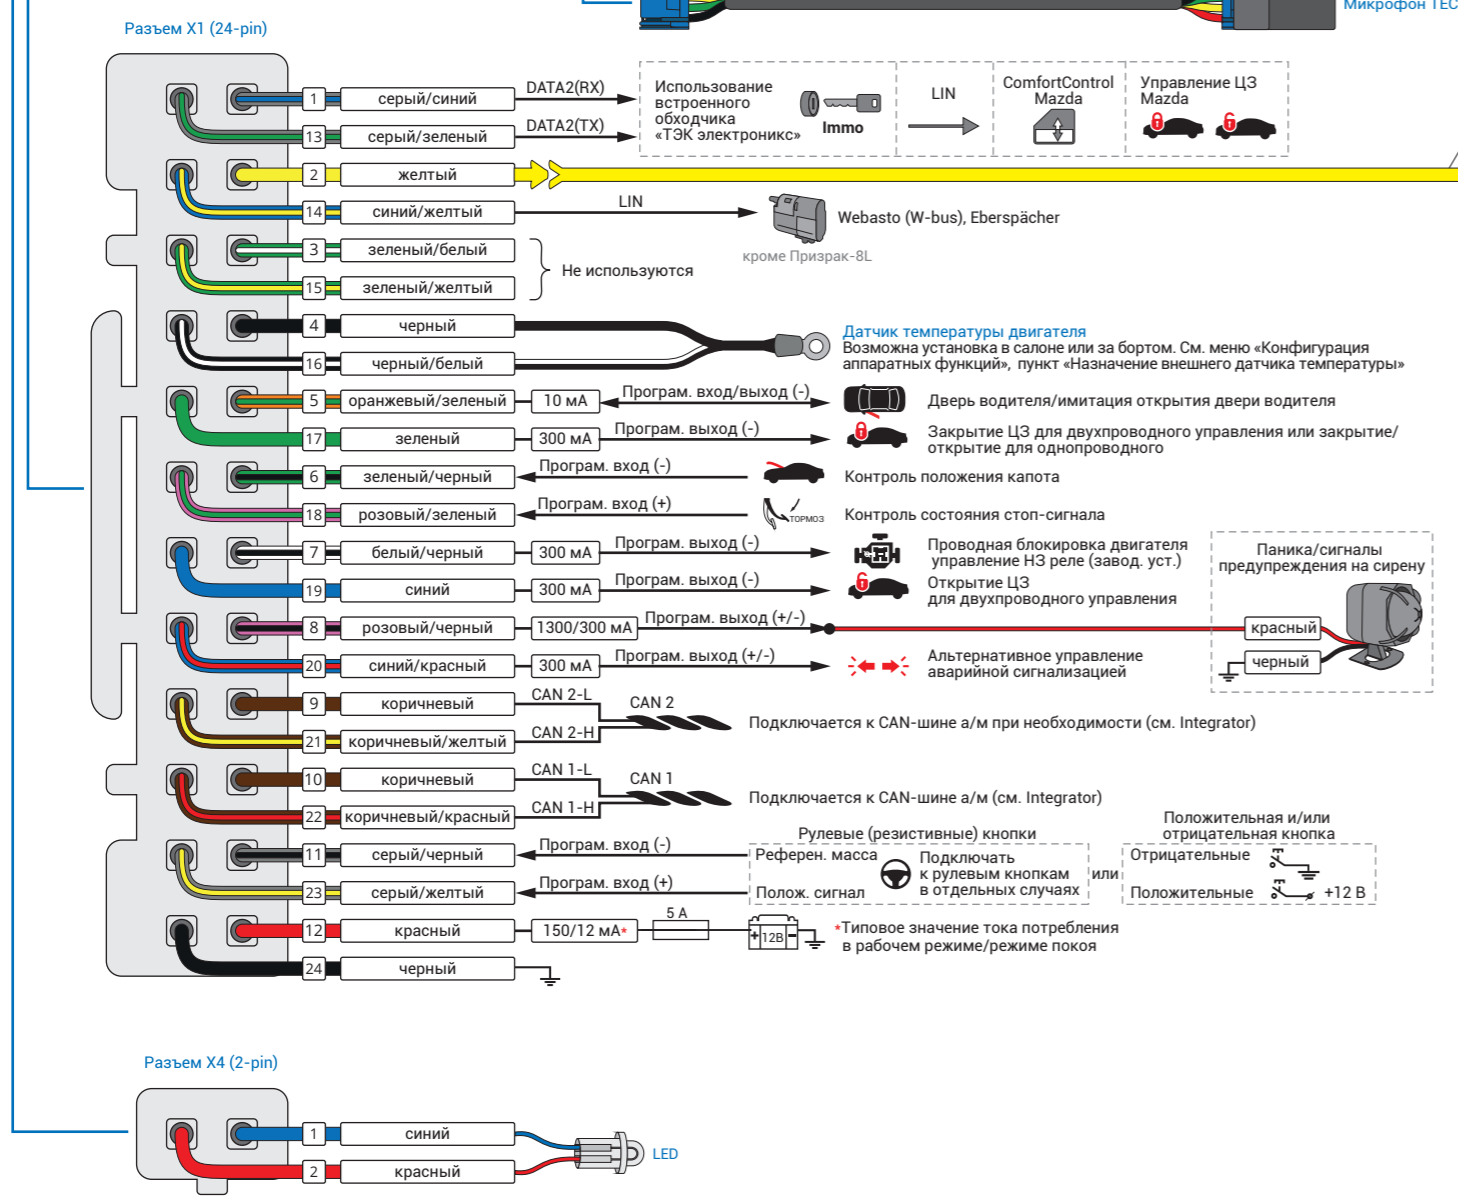 Микрофон TEC
Разъем X1 (24-pin)
1 серый/синий DATA2(RX)
13 серый/зеленый DATA2(TX)
Использование
встроенного
обходчика
«ТЭК электроникс»
Immo
LIN
ComfortControl
Mazda
Управление ЦЗ
Mazda
2 желтый
14 синий/желтый LIN
Webasto (W-bus), Eberspächer
кроме Призрак-8L
3 зеленый/белый
15 зеленый/желтый
Не используются
4 черный
16 черный/белый
Датчик температуры двигателя
Возможна установка в салоне или за бортом. См. меню «Конфигурация
аппаратных функций», пункт «Назначение внешнего датчика температуры»
5 оранжевый/зеленый 10 мА Програм. вход/выход (-) Дверь водителя/имитация открытия двери водителя
17 зеленый 300 мА Програм. выход (-) Закрытие ЦЗ для двухпроводного управления или закрытие/
открытие для однопроводного
6 зеленый/черный Програм. вход (-) Контроль положения капота
18 розовый/зеленый Програм. вход (+) ТОРМОЗ Контроль состояния стоп-сигнала
7 белый/черный 300 мА Програм. выход (-) Проводная блокировка двигателя
управление НЗ реле (завод. уст.)
19 синий 300 мА Програм. выход (-) Открытие ЦЗ
для двухпроводного управления
8 розовый/черный 1300/300 мА Програм. выход (+/-)
Паника/сигналы
предупреждения на сирену
красный
черный
20 синий/красный 300 мА Програм. выход (+/-) Альтернативное управление
аварийной сигнализацией
9 коричневый CAN 2-L
21 коричневый/желтый CAN 2-H
CAN 2
Подключается к CAN-шине а/м при необходимости (см. Integrator)
10 коричневый CAN 1-L
22 коричневый/красный CAN 1-H
CAN 1
Подключается к CAN-шине а/м (см. Integrator)
11 серый/черный Програм. вход (-)
23 серый/желтый Програм. вход (+)
Рулевые (резистивные) кнопки
Референ. масса
Полож. сигнал
Подключать
к рулевым кнопкам
в отдельных случаях
или
Положительная и/или
отрицательная кнопка
Отрицательные
Положительные +12 В
12 красный 150/12 мА* 5 А + 12В -
*Типовое значение тока потребления
в рабочем режиме/режиме покоя
24 черный
Разъем X4 (2-pin)
1 синий
2 красный
LED